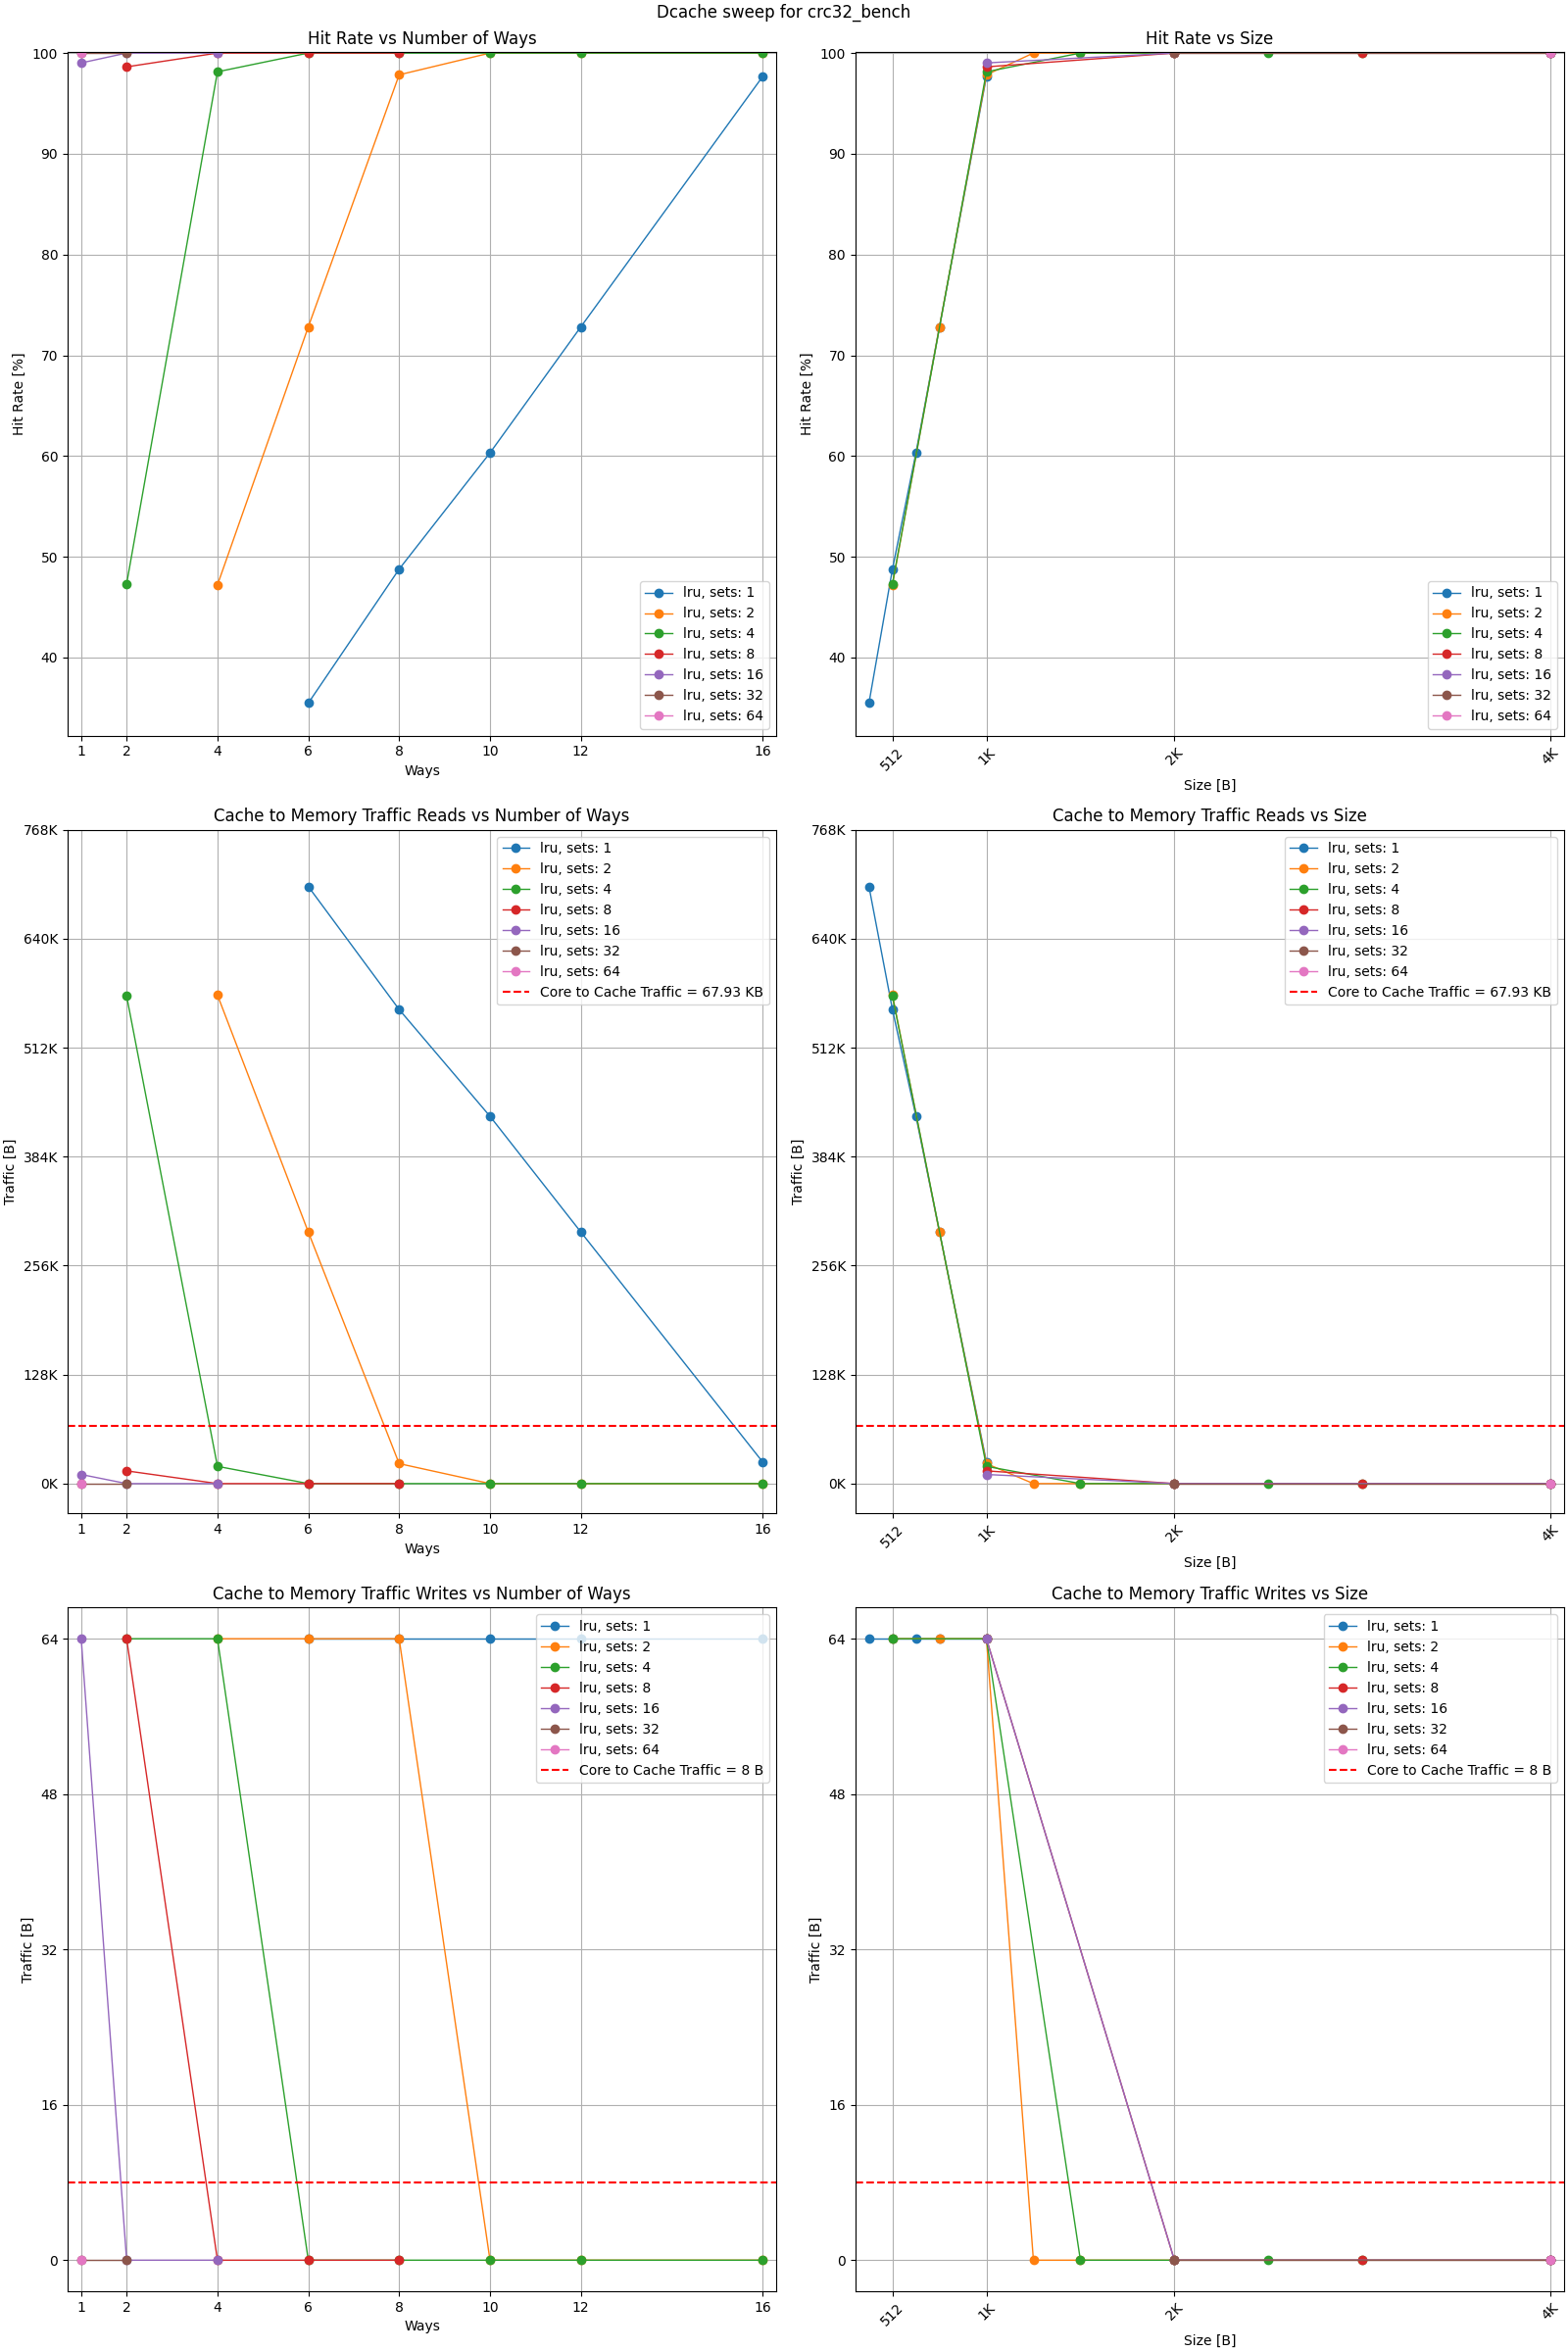 Dcache sweep for crc32_bench
Hit Rate vs Number of Ways
Hit Rate [%]
100
90
80
70
60
50
40
lru, sets: 1
lru, sets: 2
lru, sets: 4
lru, sets: 8
lru, sets: 16
lru, sets: 32
lru, sets: 64
1 2 4 6 8 10 12 16
Ways
Hit Rate vs Size
Hit Rate [%]
100
90
80
70
60
50
40
lru, sets: 1
lru, sets: 2
lru, sets: 4
lru, sets: 8
lru, sets: 16
lru, sets: 32
lru, sets: 64
512 1K 2K 4K
Size [B]
Cache to Memory Traffic Reads vs Number of Ways
Traffic [B]
768K
640K
512K
384K
256K
128K
0K
lru, sets: 1
lru, sets: 2
lru, sets: 4
lru, sets: 8
lru, sets: 16
lru, sets: 32
lru, sets: 64
Core to Cache Traffic = 67.93 KB
1 2 4 6 8 10 12 16
Ways
Cache to Memory Traffic Reads vs Size
Traffic [B]
768K
640K
512K
384K
256K
128K
0K
lru, sets: 1
lru, sets: 2
lru, sets: 4
lru, sets: 8
lru, sets: 16
lru, sets: 32
lru, sets: 64
Core to Cache Traffic = 67.93 KB
512 1K 2K 4K
Size [B]
Cache to Memory Traffic Writes vs Number of Ways
Traffic [B]
64
48
32
16
0
lru, sets: 1
lru, sets: 2
lru, sets: 4
lru, sets: 8
lru, sets: 16
lru, sets: 32
lru, sets: 64
Core to Cache Traffic = 8 B
1 2 4 6 8 10 12 16
Ways
Cache to Memory Traffic Writes vs Size
Traffic [B]
64
48
32
16
0
lru, sets: 1
lru, sets: 2
lru, sets: 4
lru, sets: 8
lru, sets: 16
lru, sets: 32
lru, sets: 64
Core to Cache Traffic = 8 B
512 1K 2K 4K
Size [B]